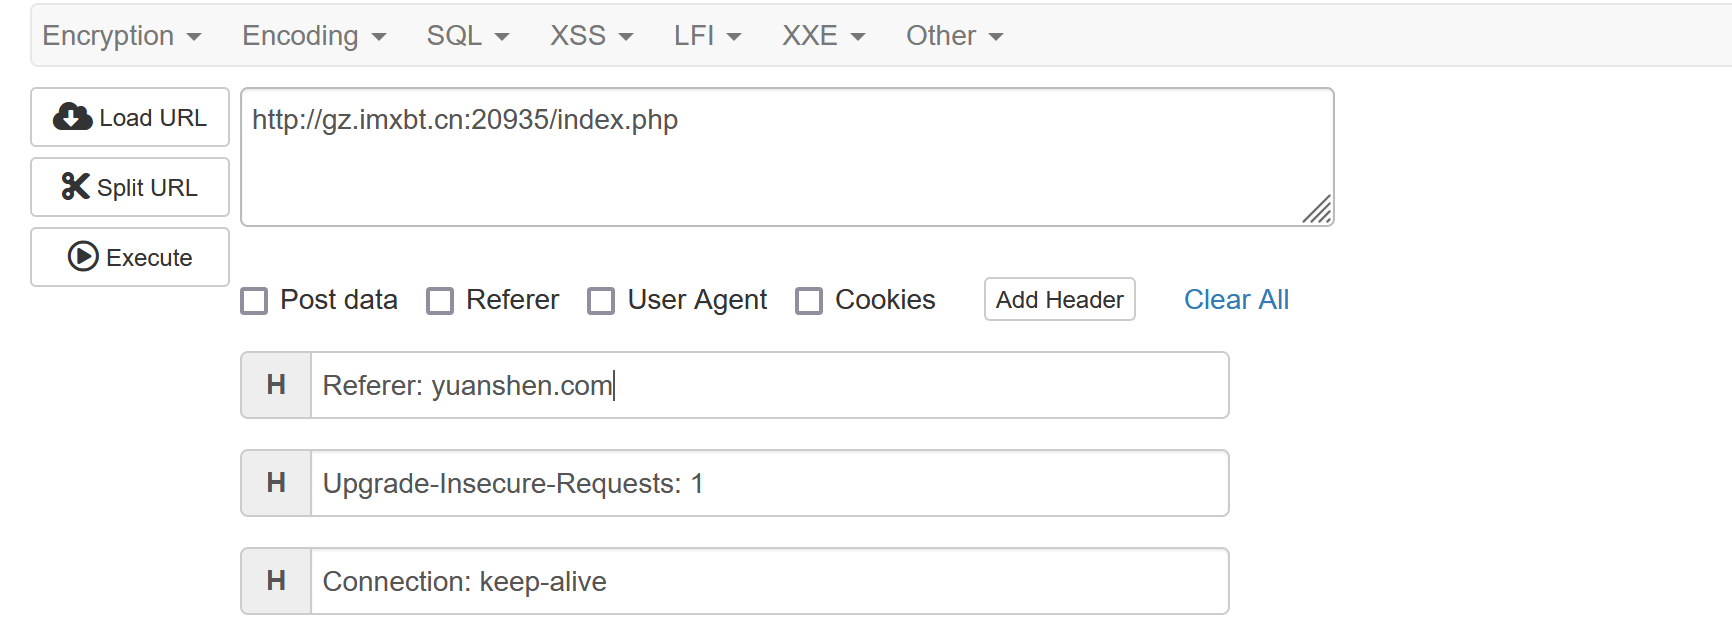 Encryption Encoding SQL XSS LFI XXE Other
Load URL
http://gz.imxbt.cn:20935/index.php
Split URL
Execute
Post data Referer User Agent Cookies Add Header Clear All
H Referer: yuanshen.com
H Upgrade-Insecure-Requests: 1
H Connection: keep-alive